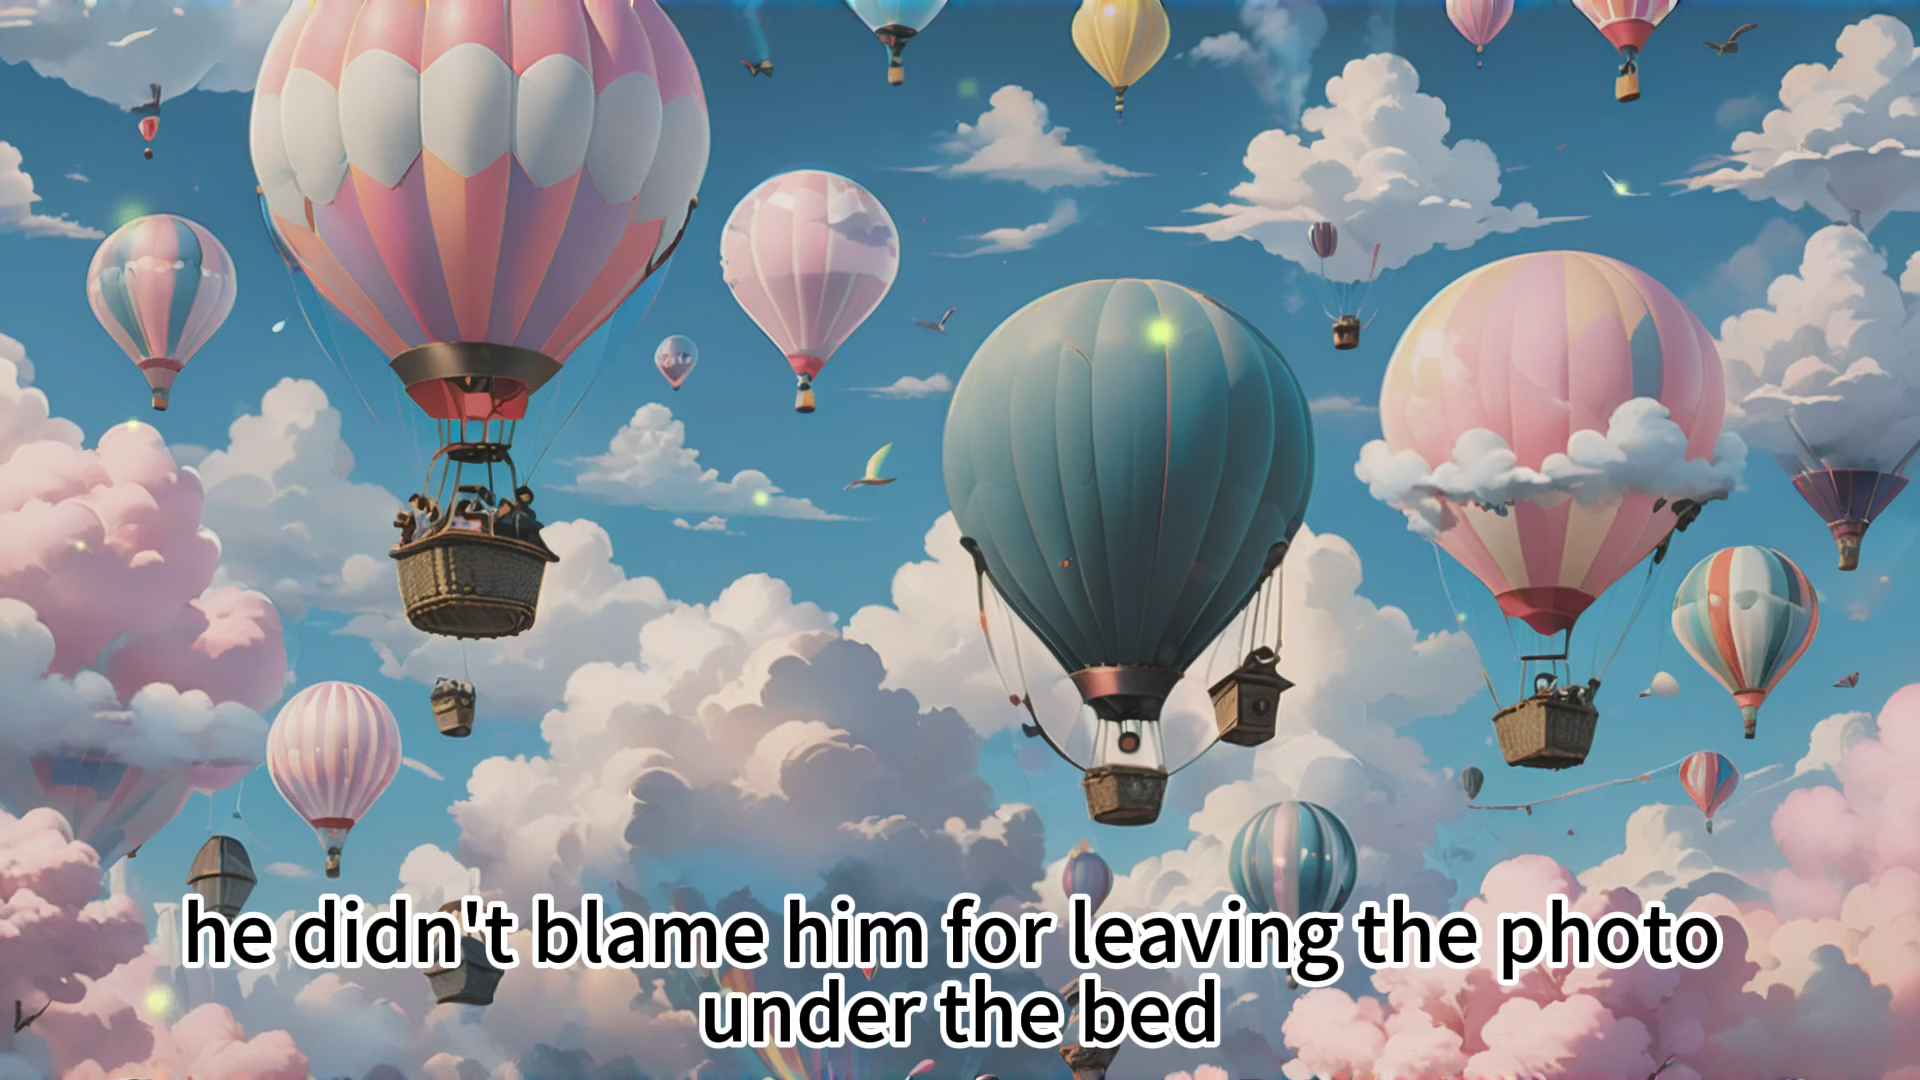 he didn't blame him for leaving the photo
under the bed